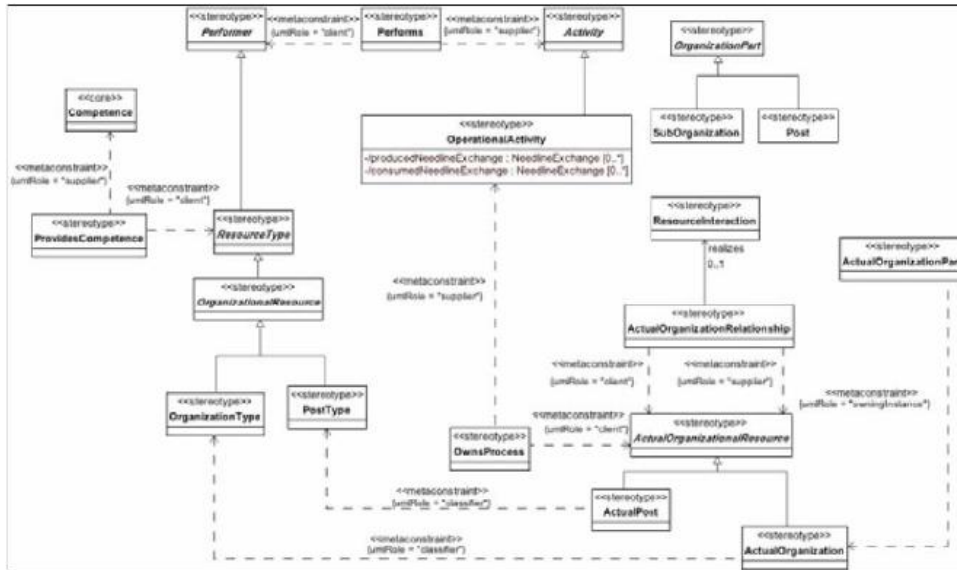 <<stereotype>>
Performer
<<metaconstraint>>
{umlRole = "client"}
<<stereotype>>
Performs
<<metaconstraint>>
{umlRole = "supplier"}
<<stereotype>>
Activity
<<stereotype>>
OrganizationPart
<<stereotype>>
SubOrganization
<<stereotype>>
Post
<<core>>
Competence
<<stereotype>>
OperationalActivity
-/producedNeedlineExchange : NeedlineExchange [0..*]
-/consumedNeedlineExchange : NeedlineExchange [0..*]
<<metaconstraint>>
{umlRole = "supplier"}
<<metaconstraint>>
{umlRole = "client"}
<<stereotype>>
ProvidesCompetence
<<stereotype>>
ResourceType
<<stereotype>>
ResourceInteraction
realizes
0..1
<<stereotype>>
ActualOrganizationPart
<<stereotype>>
OrganizationalResource
<<metaconstraint>>
{umlRole = "supplier"}
<<stereotype>>
ActualOrganizationRelationship
<<metaconstraint>>
{umlRole = "client"}
<<metaconstraint>>
{umlRole = "supplier"}
<<metaconstraint>>
{umlRole = "owningInstance"}
<<stereotype>>
OrganizationType
<<stereotype>>
PostType
<<stereotype>>
OwnsProcess
<<metaconstraint>>
{umlRole = "client"}
<<stereotype>>
ActualOrganizationalResource
<<metaconstraint>>
{umlRole = "classifier"}
<<stereotype>>
ActualPost
<<metaconstraint>>
{umlRole = "classifier"}
<<stereotype>>
ActualOrganization